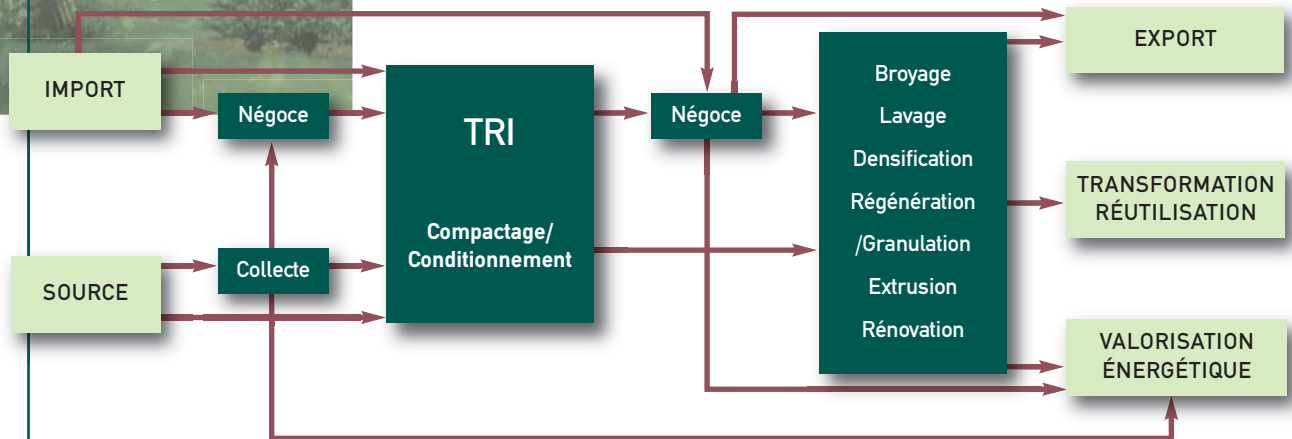 IMPORT
Négoce
SOURCE
Collecte
TRI
Compactage/
Conditionnement
Négoce
Broyage
Lavage
Densification
Régénération
/Granulation
Extrusion
Rénovation
EXPORT
TRANSFORMATION
RÉUTILISATION
VALORISATION
ÉNERGÉTIQUE